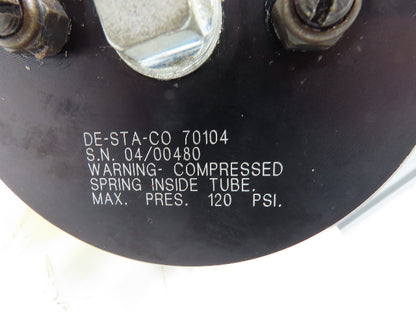 DE-STA-CO 70104
S.N. 04/00480
WARNING- COMPRESSED
SPRING INSIDE TUBE.
MAX. PRES. 120 PSI.